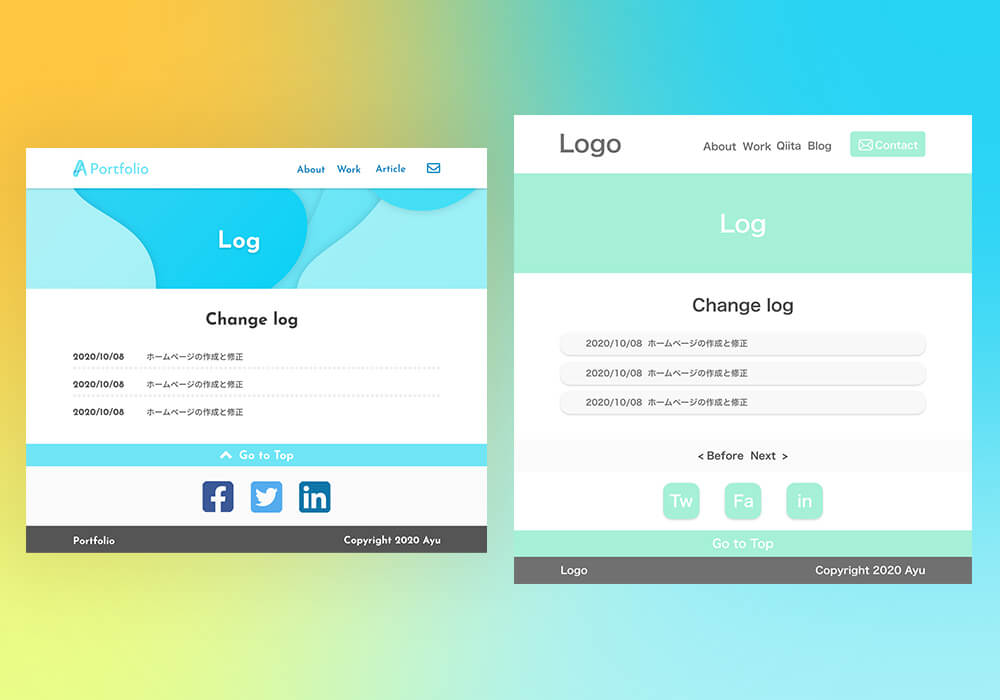 Portfolio About Work Article
Log
Change log
2020/10/08 ホームページの作成と修正
2020/10/08 ホームページの作成と修正
2020/10/08 ホームページの作成と修正
Go to Top
Portfolio Copyright 2020 Ayu
Logo About Work Qiita Blog Contact
Log
Change log
2020/10/08 ホームページの作成と修正
2020/10/08 ホームページの作成と修正
2020/10/08 ホームページの作成と修正
< Before Next >
Tw Fa in
Go to Top
Logo Copyright 2020 Ayu